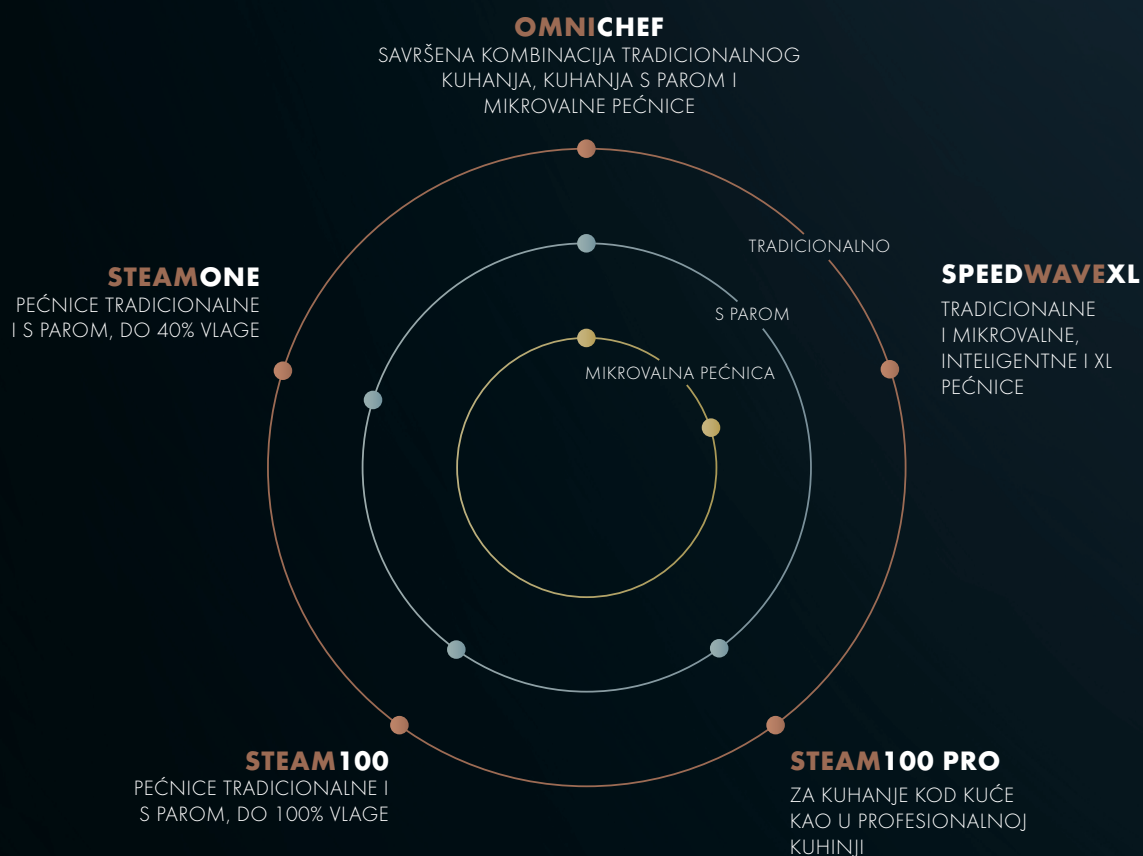 OMNICHEF
SAVRŠENA KOMBINACIJA TRADICIONALNOG
KUHANJA, KUHANJA S PAROM I
MIKROVALNE PEĆNICE
TRADICIONALNO
S PAROM
MIKROVALNA PEĆNICA
STEAMONE
PEĆNICE TRADICIONALNE
I S PAROM, DO 40% VLAGE
SPEEDWAVEXL
TRADICIONALNE
I MIKROVALNE,
INTELIGENTNE I XL
PEĆNICE
STEAM100
PEĆNICE TRADICIONALNE I
S PAROM, DO 100% VLAGE
STEAM100 PRO
ZA KUHANJE KOD KUĆE
KAO U PROFESIONALNOJ
KUHINJI